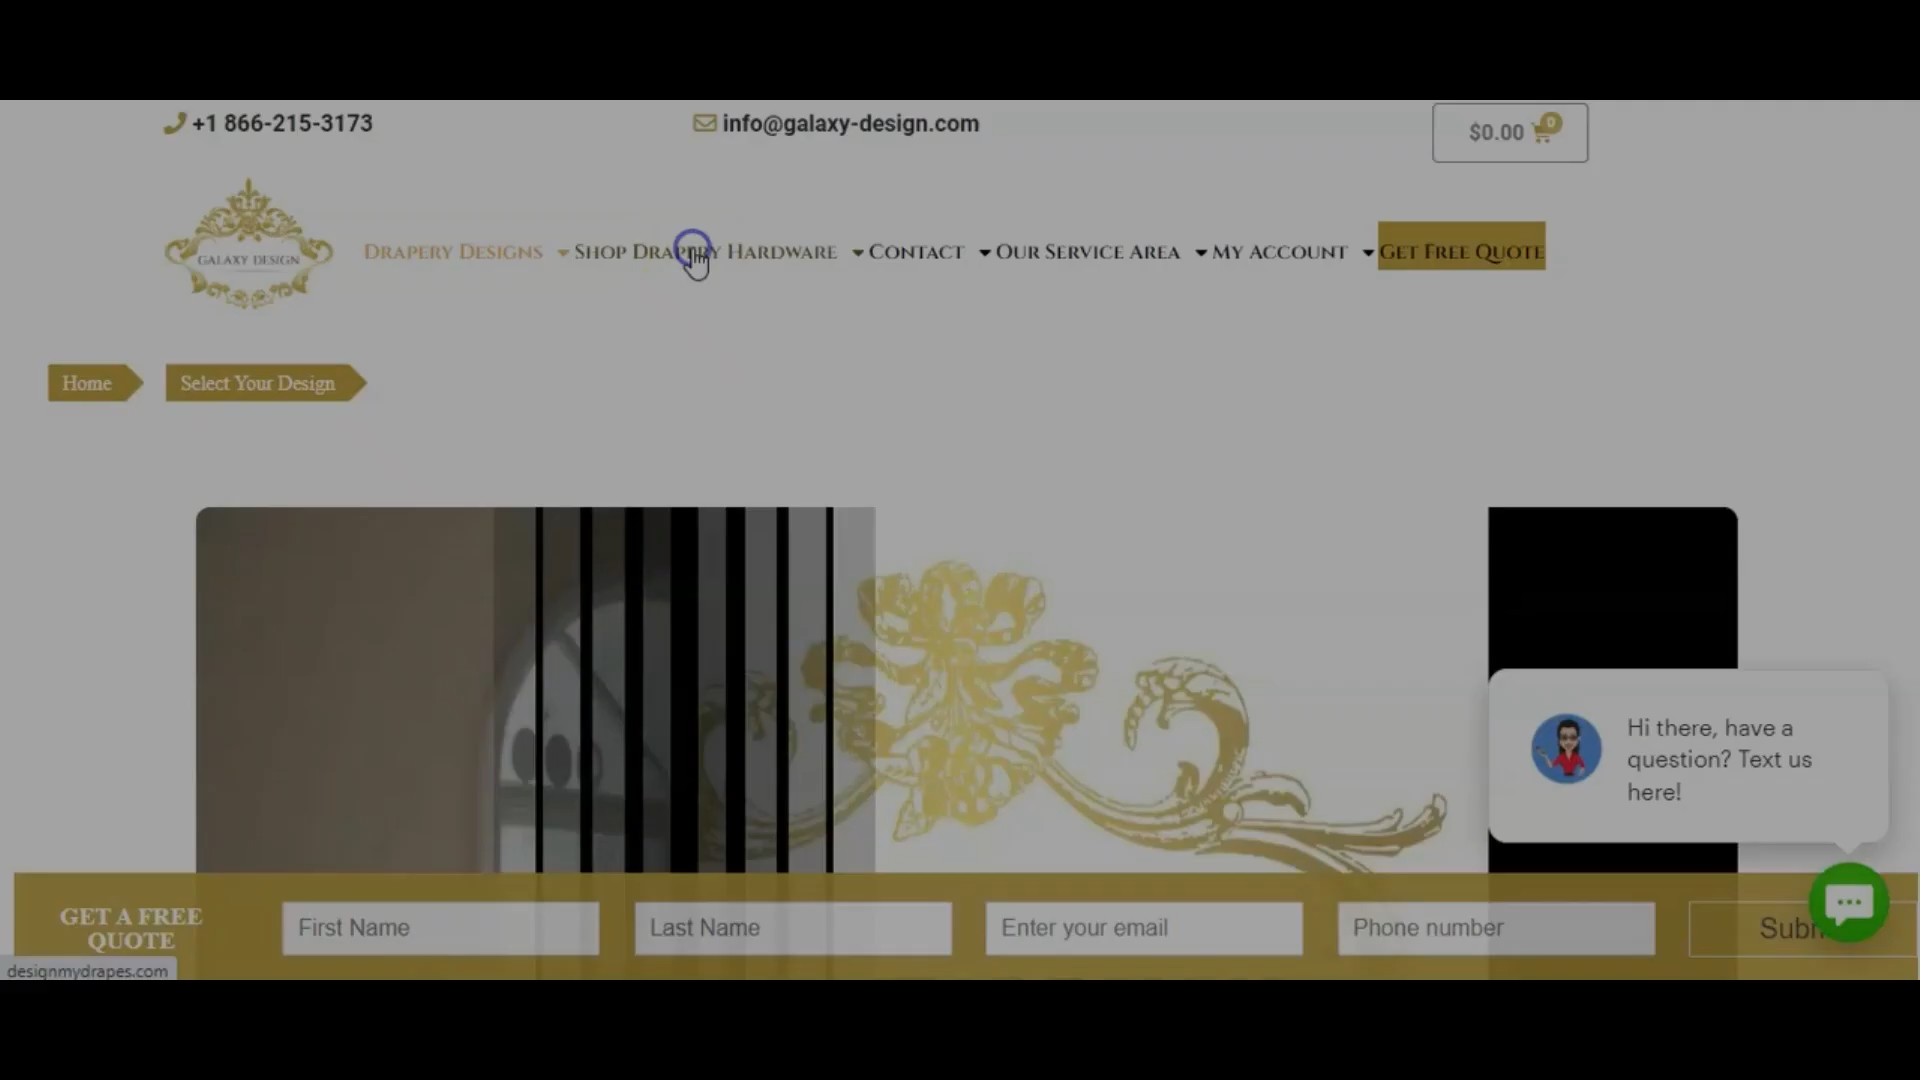 +1 866-215-3173
info@galaxy-design.com
$0.00
0
GALAXY DESIGN
DRAPERY DESIGNS
SHOP DRAPERY HARDWARE
CONTACT
OUR SERVICE AREA
MY ACCOUNT
GET FREE QUOTE
Home
Select Your Design
Hi there, have a
question? Text us
here!
GET A FREE
QUOTE
First Name
Last Name
Enter your email
Phone number
designmydrapes.com